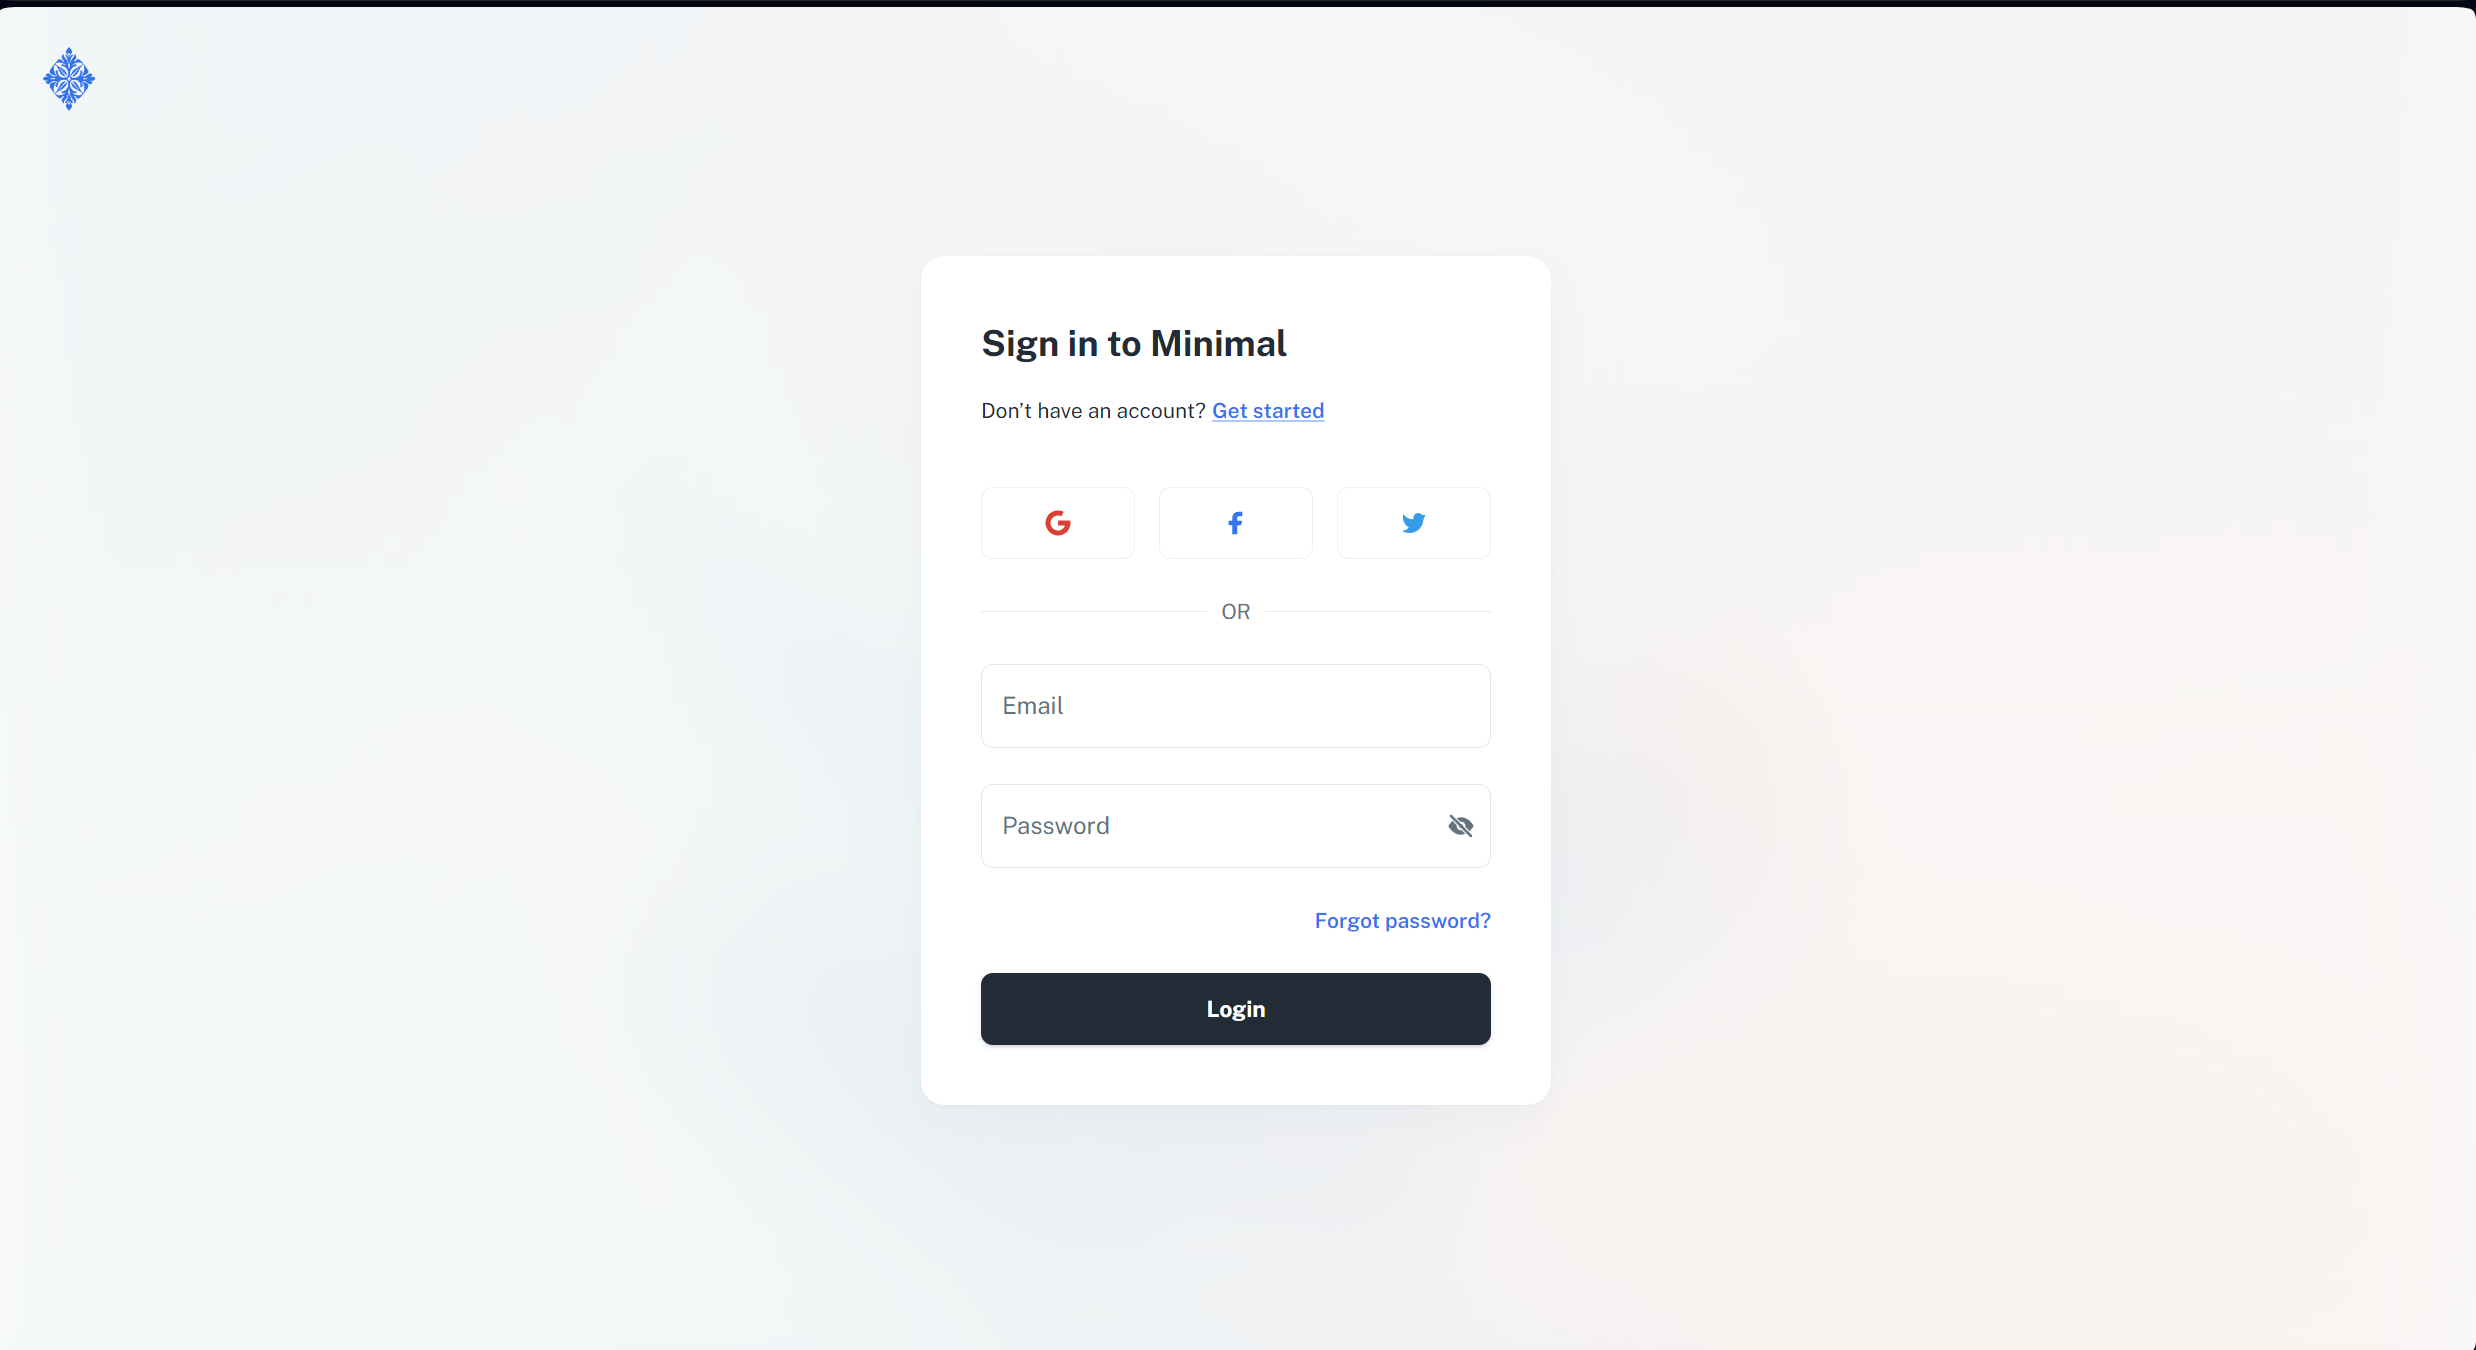 Sign in to Minimal
Don’t have an account? Get started
OR
Email
Password
Forgot password?
Login